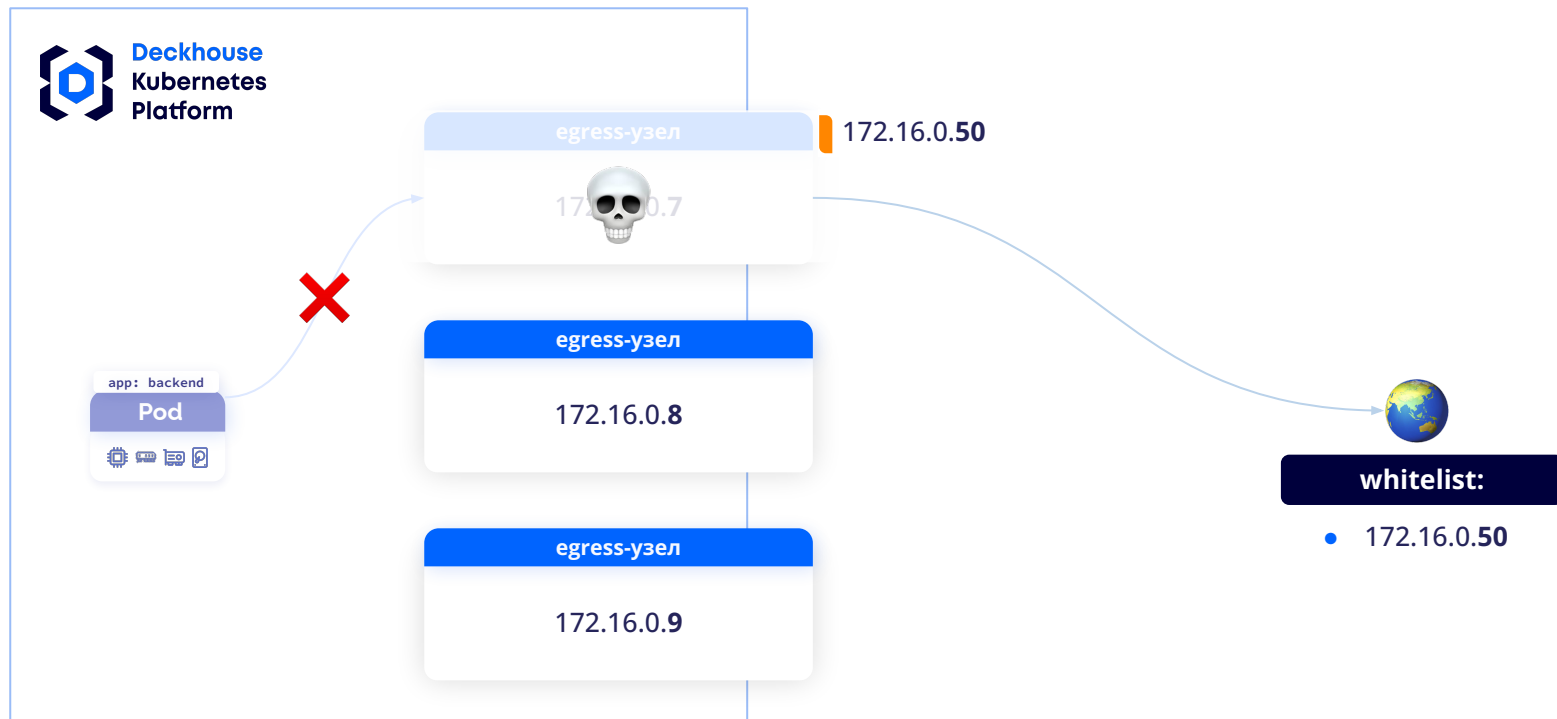 Deckhouse
Kubernetes
Platform
egress-узел
172.16.0.50
egress-узел
172.16.0.8
app: backend
Pod
whitelist:
172.16.0.50
egress-узел
172.16.0.9